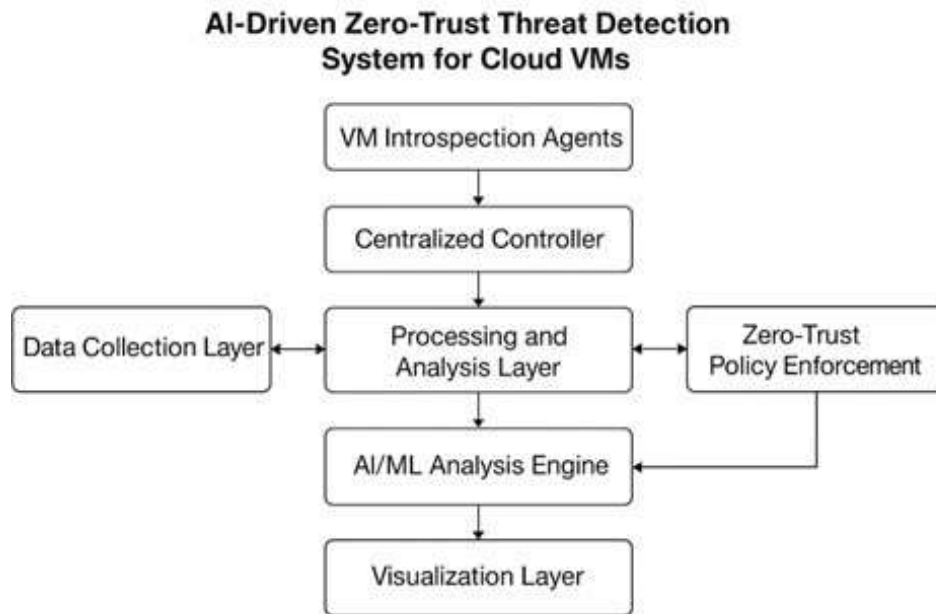 AI-Driven Zero-Trust Threat Detection
System for Cloud VMs
VM Introspection Agents
Centralized Controller
Data Collection Layer
Processing and
Analysis Layer
Zero-Trust
Policy Enforcement
AI/ML Analysis Engine
Visualization Layer